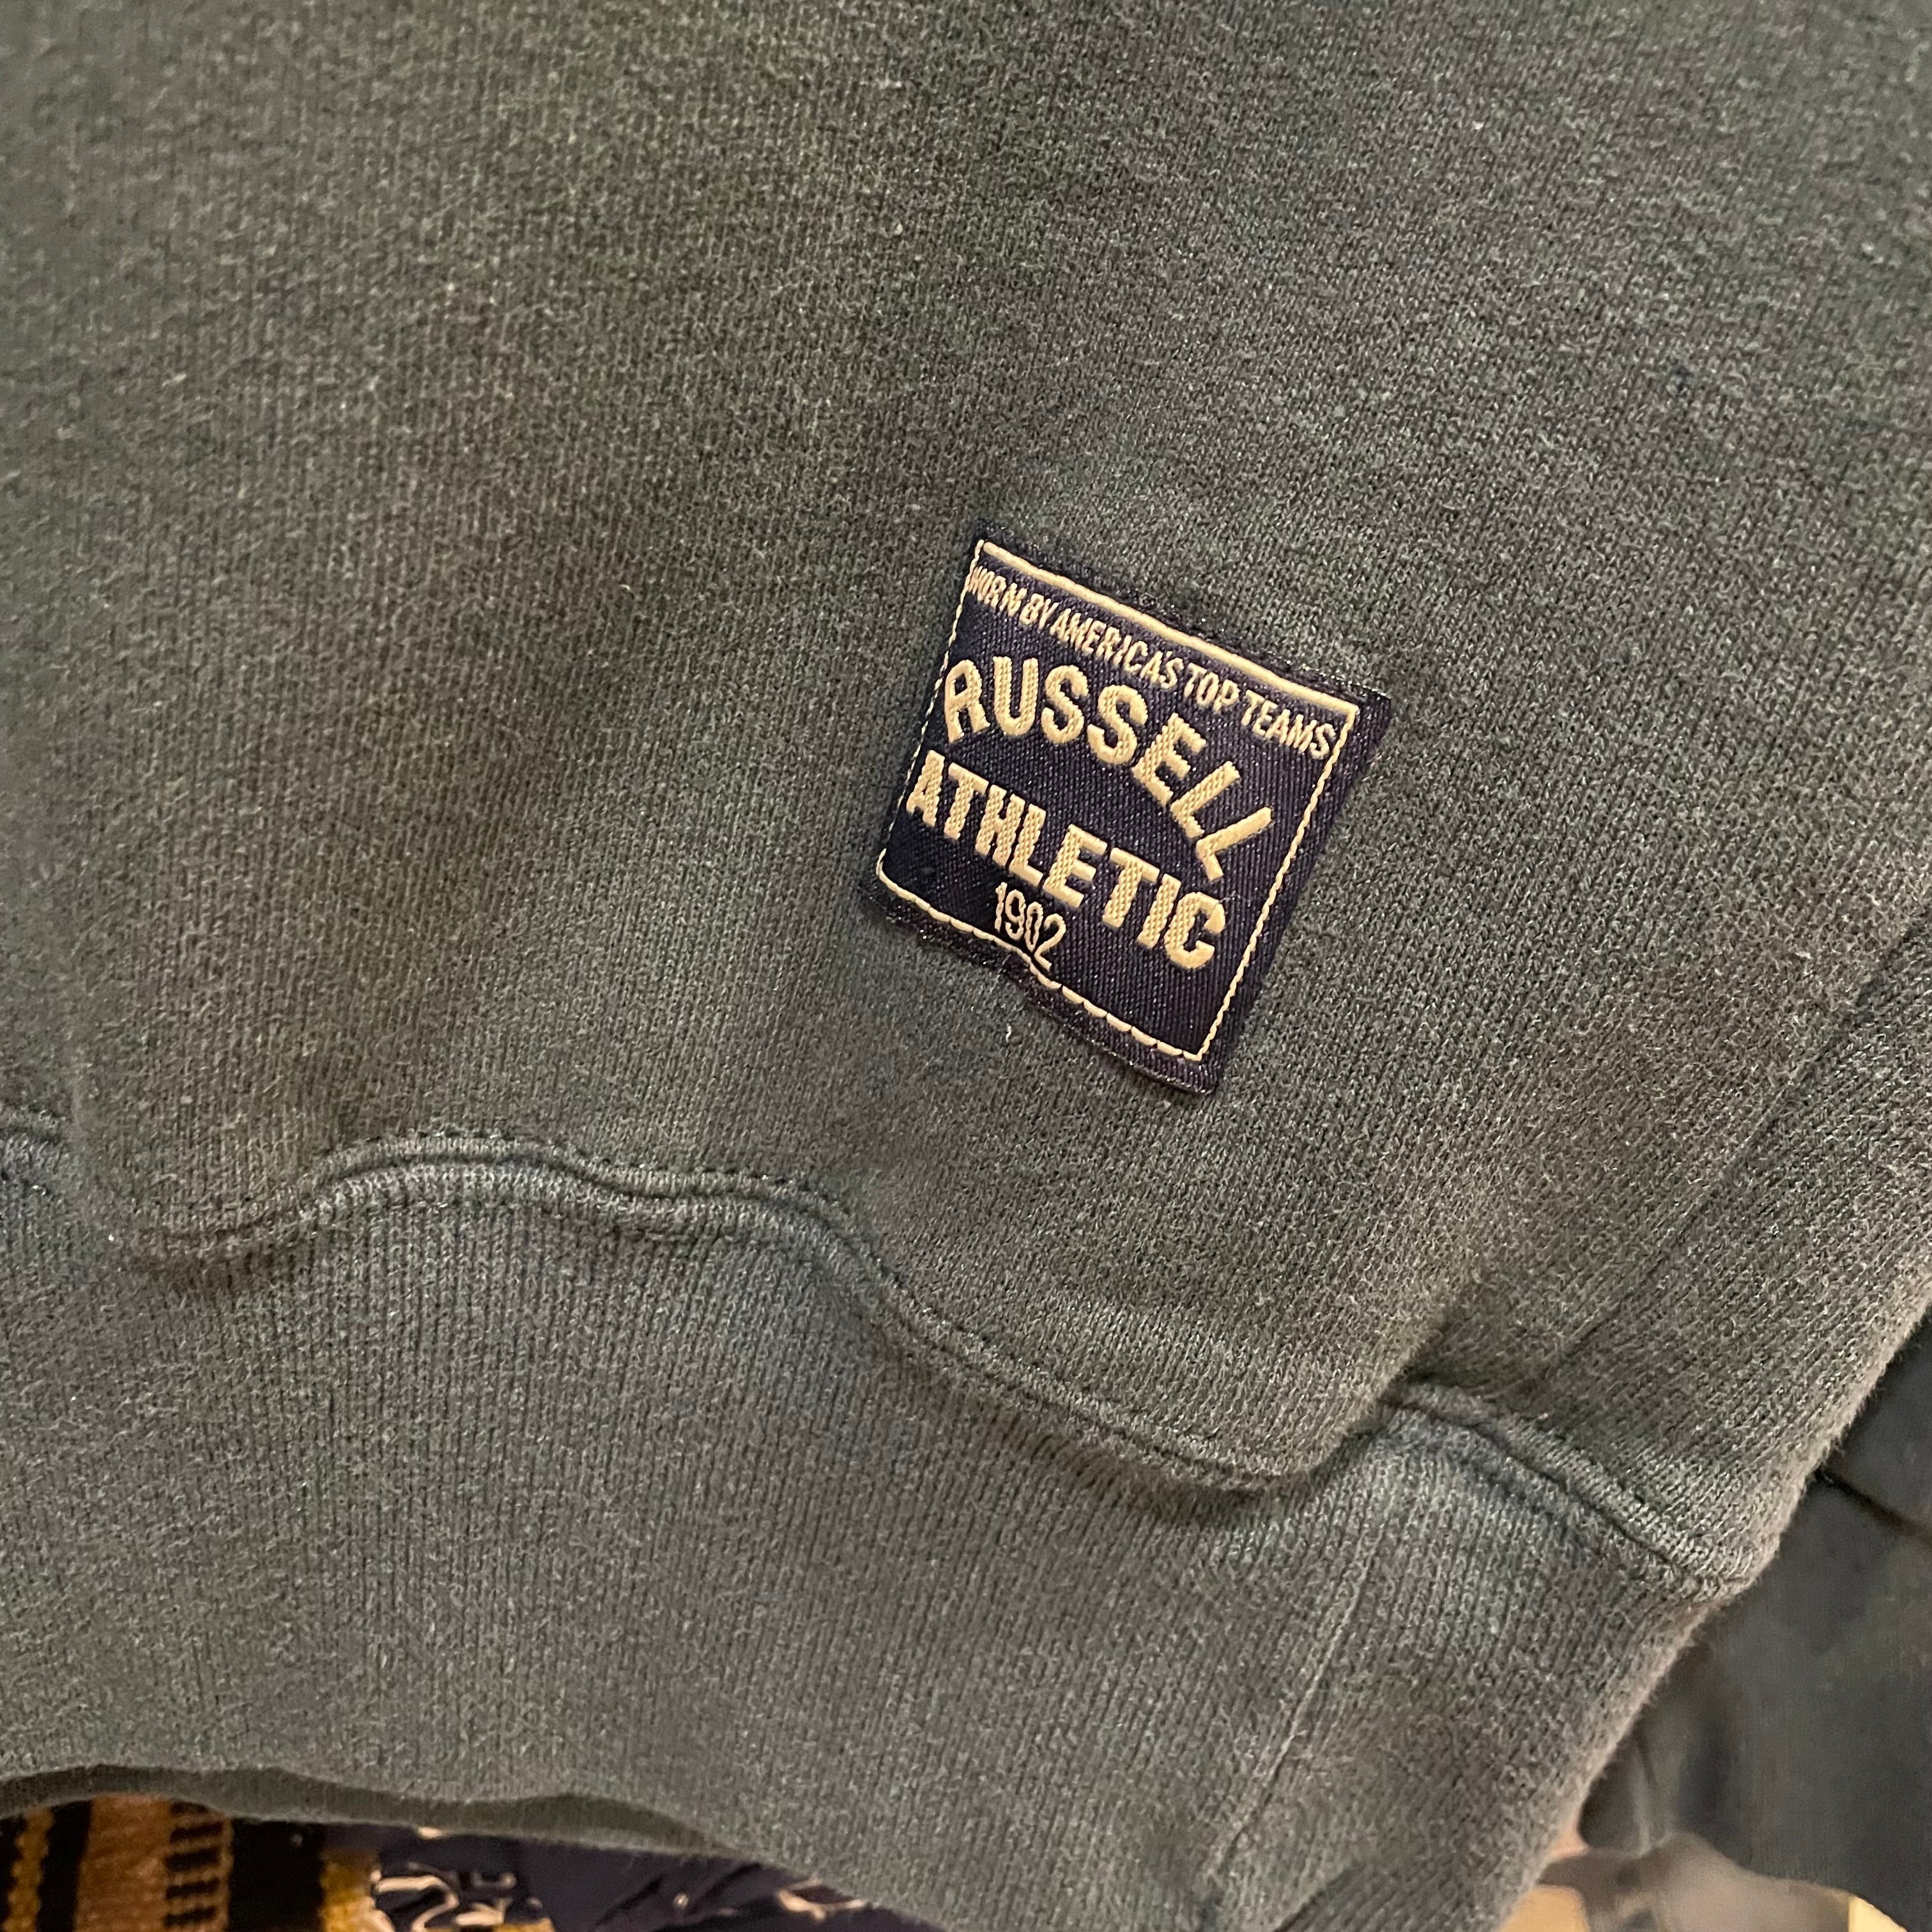 WORN BY AMERICA'S TOP TEAMS
RUSSELL
ATHLETIC
1902